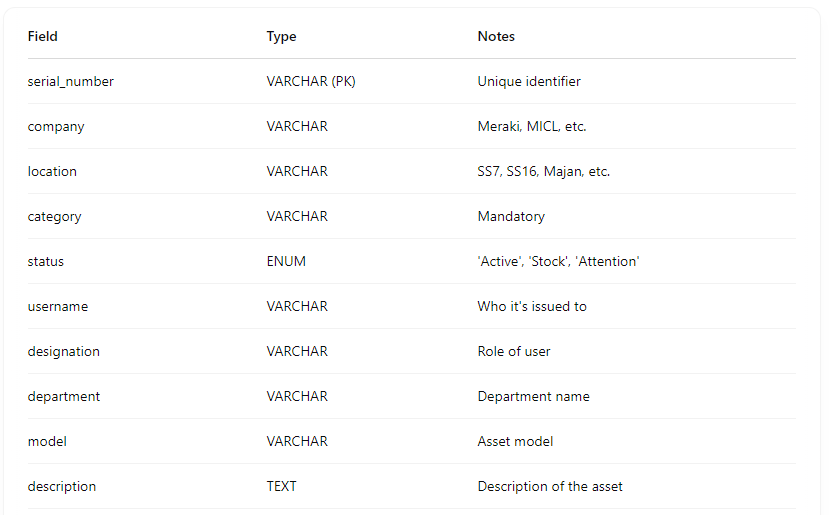 Field Type Notes
serial_number VARCHAR (PK) Unique identifier
company VARCHAR Meraki, MICL, etc.
location VARCHAR SS7, SS16, Majan, etc.
category VARCHAR Mandatory
status ENUM 'Active', 'Stock', 'Attention'
username VARCHAR Who it's issued to
designation VARCHAR Role of user
department VARCHAR Department name
model VARCHAR Asset model
description TEXT Description of the asset